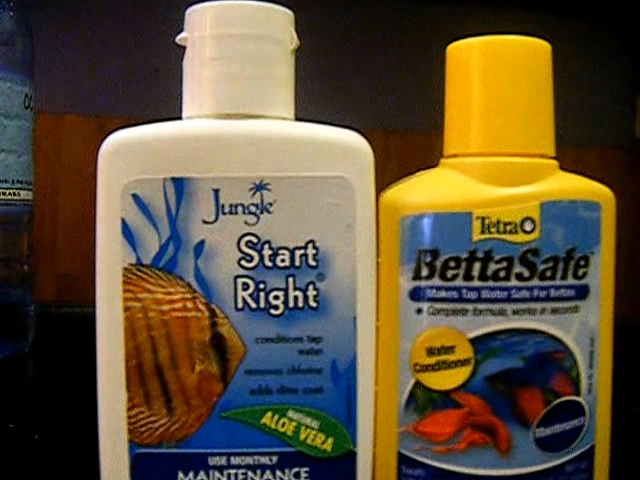 Jungle
Start
Right
conditions tap
water
removes chlorine
adds slime coat
NATURAL
ALOE VERA
USE MONTHLY
MAINTENANCE
Tetra
BettaSafe
Makes Tap Water Safe For Bettas
Complete formula, works in seconds
Water
Conditioner
Maintenance